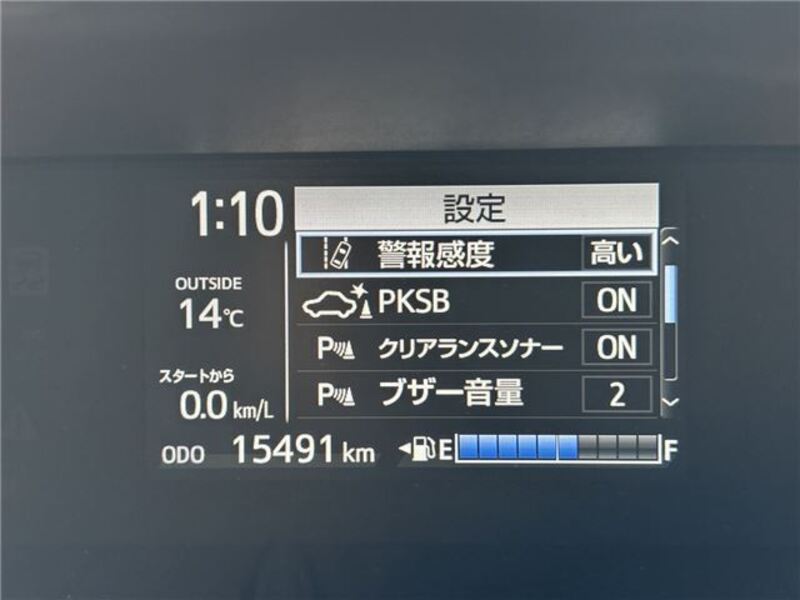 1:10
設定
警報感度 高い
OUTSIDE
14℃
PKSB ON
P クリアランスソナー ON
スタートから
0.0 km/L
P ブザー音量 2
ODO 15491 km
E F